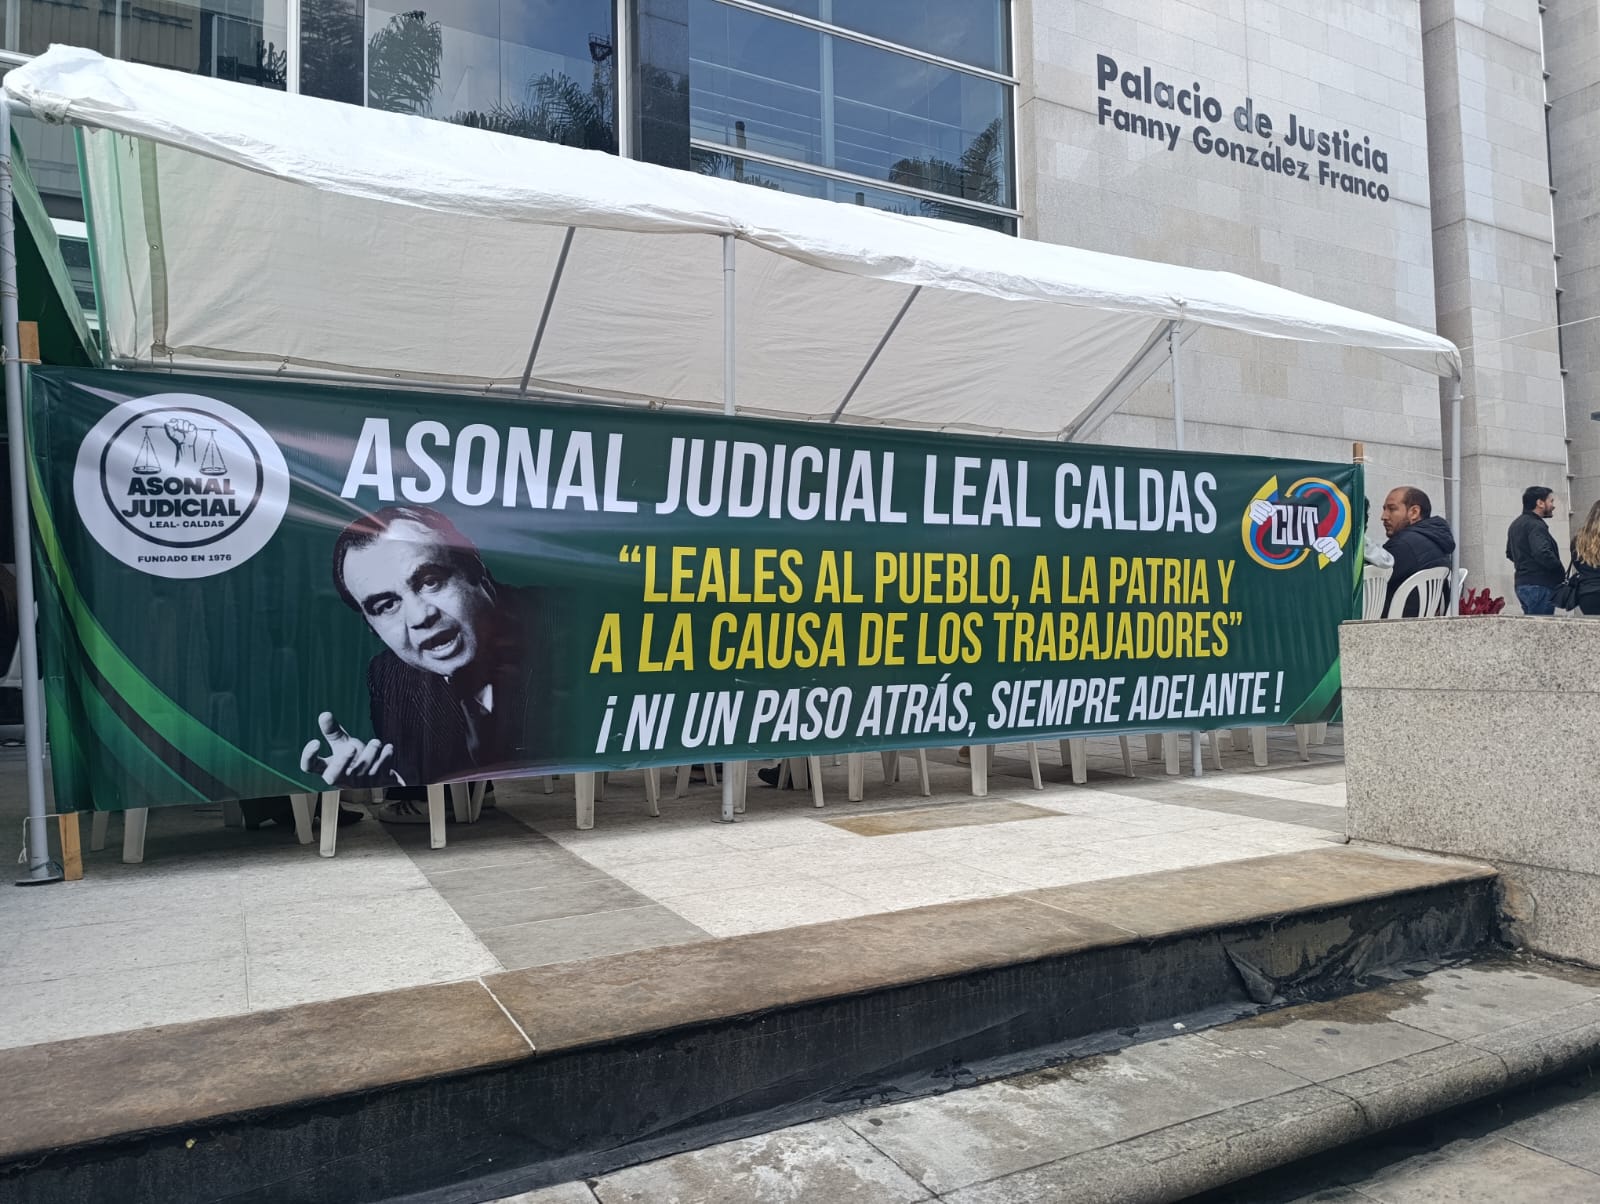 Palacio de Justicia
Fanny González Franco
ASONAL JUDICIAL LEAL CALDAS
ASONAL
JUDICIAL
LEAL- CALDAS
FUNDADO EN 1976
CUT
“LEALES AL PUEBLO, A LA PATRIA Y
A LA CAUSA DE LOS TRABAJADORES”
¡ NI UN PASO ATRÁS, SIEMPRE ADELANTE !